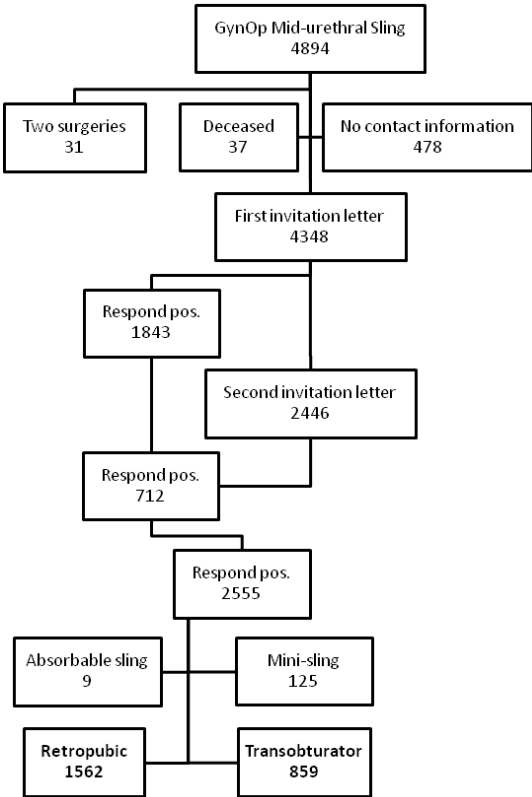 GynOp Mid-urethral Sling
4894
Two surgeries
31
Deceased
37
No contact information
478
First invitation letter
4348
Respond pos.
1843
Second invitation letter
2446
Respond pos.
712
Respond pos.
2555
Absorbable sling
9
Mini-sling
125
Retropubic
1562
Transobturator
859